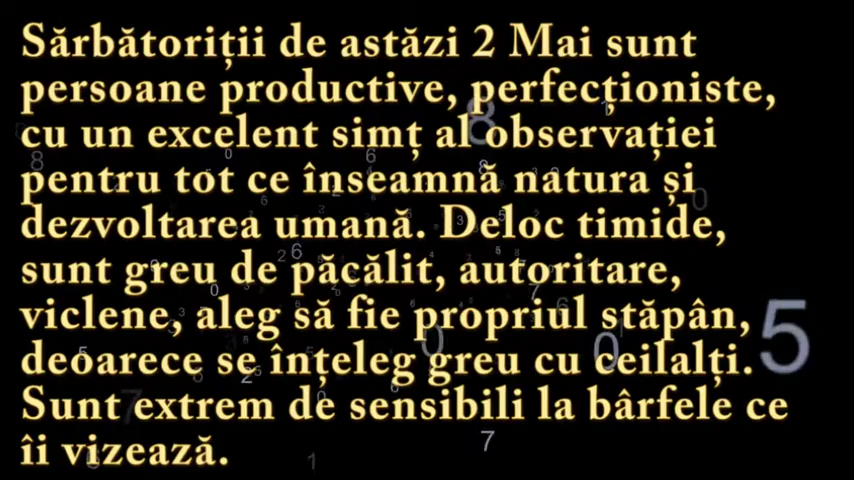 Sărbătoriții de astăzi 2 Mai sunt
persoane productive, perfecționiste,
cu un excelent simț al observației
pentru tot ce înseamnă natura și
dezvoltarea umană. Deloc timide,
sunt greu de păcălit, autoritare,
viclene, aleg să fie propriul stăpân,
deoarece se înțeleg greu cu ceilalți.
Sunt extrem de sensibili la bârfele ce
îi vizează.